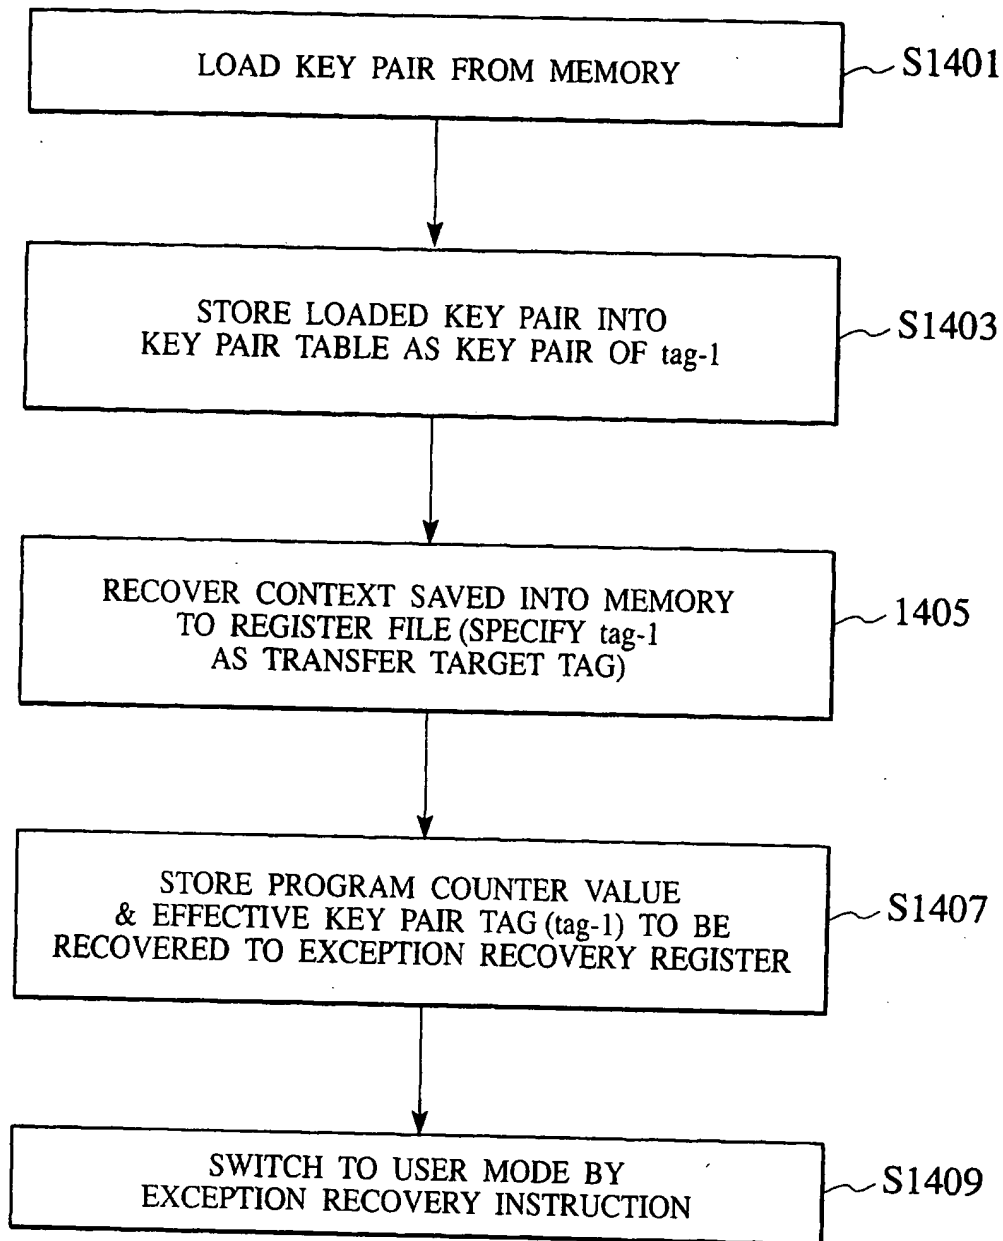 LOAD KEY PAIR FROM MEMORY
S1401
STORE LOADED KEY PAIR INTO
KEY PAIR TABLE AS KEY PAIR OF tag-1
S1403
RECOVER CONTEXT SAVED INTO MEMORY
TO REGISTER FILE (SPECIFY tag-1
AS TRANSFER TARGET TAG)
1405
STORE PROGRAM COUNTER VALUE
& EFFECTIVE KEY PAIR TAG (tag-1) TO BE
RECOVERED TO EXCEPTION RECOVERY REGISTER
S1407
SWITCH TO USER MODE BY
EXCEPTION RECOVERY INSTRUCTION
S1409